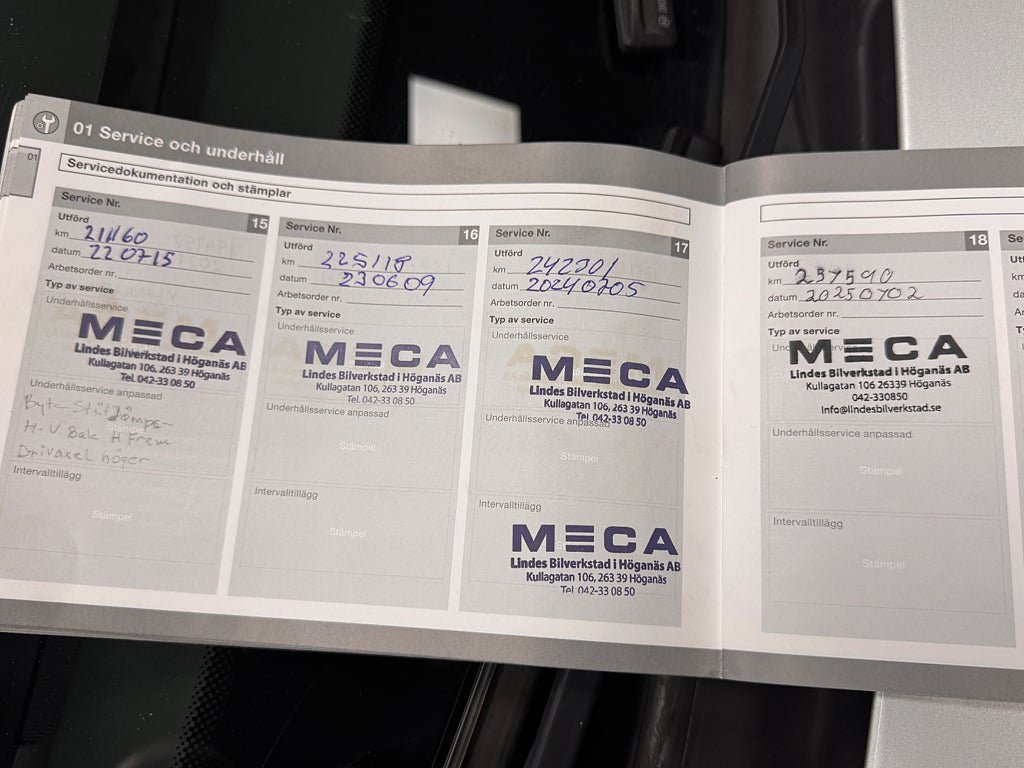 01 Service och underhåll
01
Servicedokumentation och stämplar
Service Nr. 15
Utförd
km 211160
datum 220715
Arbetsorder nr.
Typ av service
Underhållsservice
MECA
Lindes Bilverkstad i Höganäs AB
Kullagatan 106, 263 39 Höganäs
Tel. 042-33 08 50
Underhållsservice anpassad
Byte Stötdämpe-
H-V Bak H Fram
Drivaxel höger
Intervalltillägg
Stämpel
Service Nr. 16
Utförd
km 225118
datum 230609
Arbetsorder nr.
Typ av service
Underhållsservice
MECA
Lindes Bilverkstad i Höganäs AB
Kullagatan 106, 263 39 Höganäs
Tel. 042-33 08 50
Underhållsservice anpassad
Stämpel
Intervalltillägg
Stämpel
Service Nr. 17
Utförd
km 242201
datum 20240705
Arbetsorder nr.
Typ av service
Underhållsservice
MECA
Lindes Bilverkstad i Höganäs AB
Kullagatan 106, 263 39 Höganäs
Tel. 042-33 08 50
Underhållsservice anpassad
Stämpel
Intervalltillägg
MECA
Lindes Bilverkstad i Höganäs AB
Kullagatan 106, 263 39 Höganäs
Tel. 042-33 08 50
Service Nr. 18
Utförd
km 257590
datum 20250702
Arbetsorder nr.
Typ av service
MECA
Lindes Bilverkstad i Höganäs AB
Kullagatan 106 26339 Höganäs
042-330850
Info@lindesbilverkstad.se
Underhållsservice anpassad
Stämpel
Intervalltillägg
Stämpel